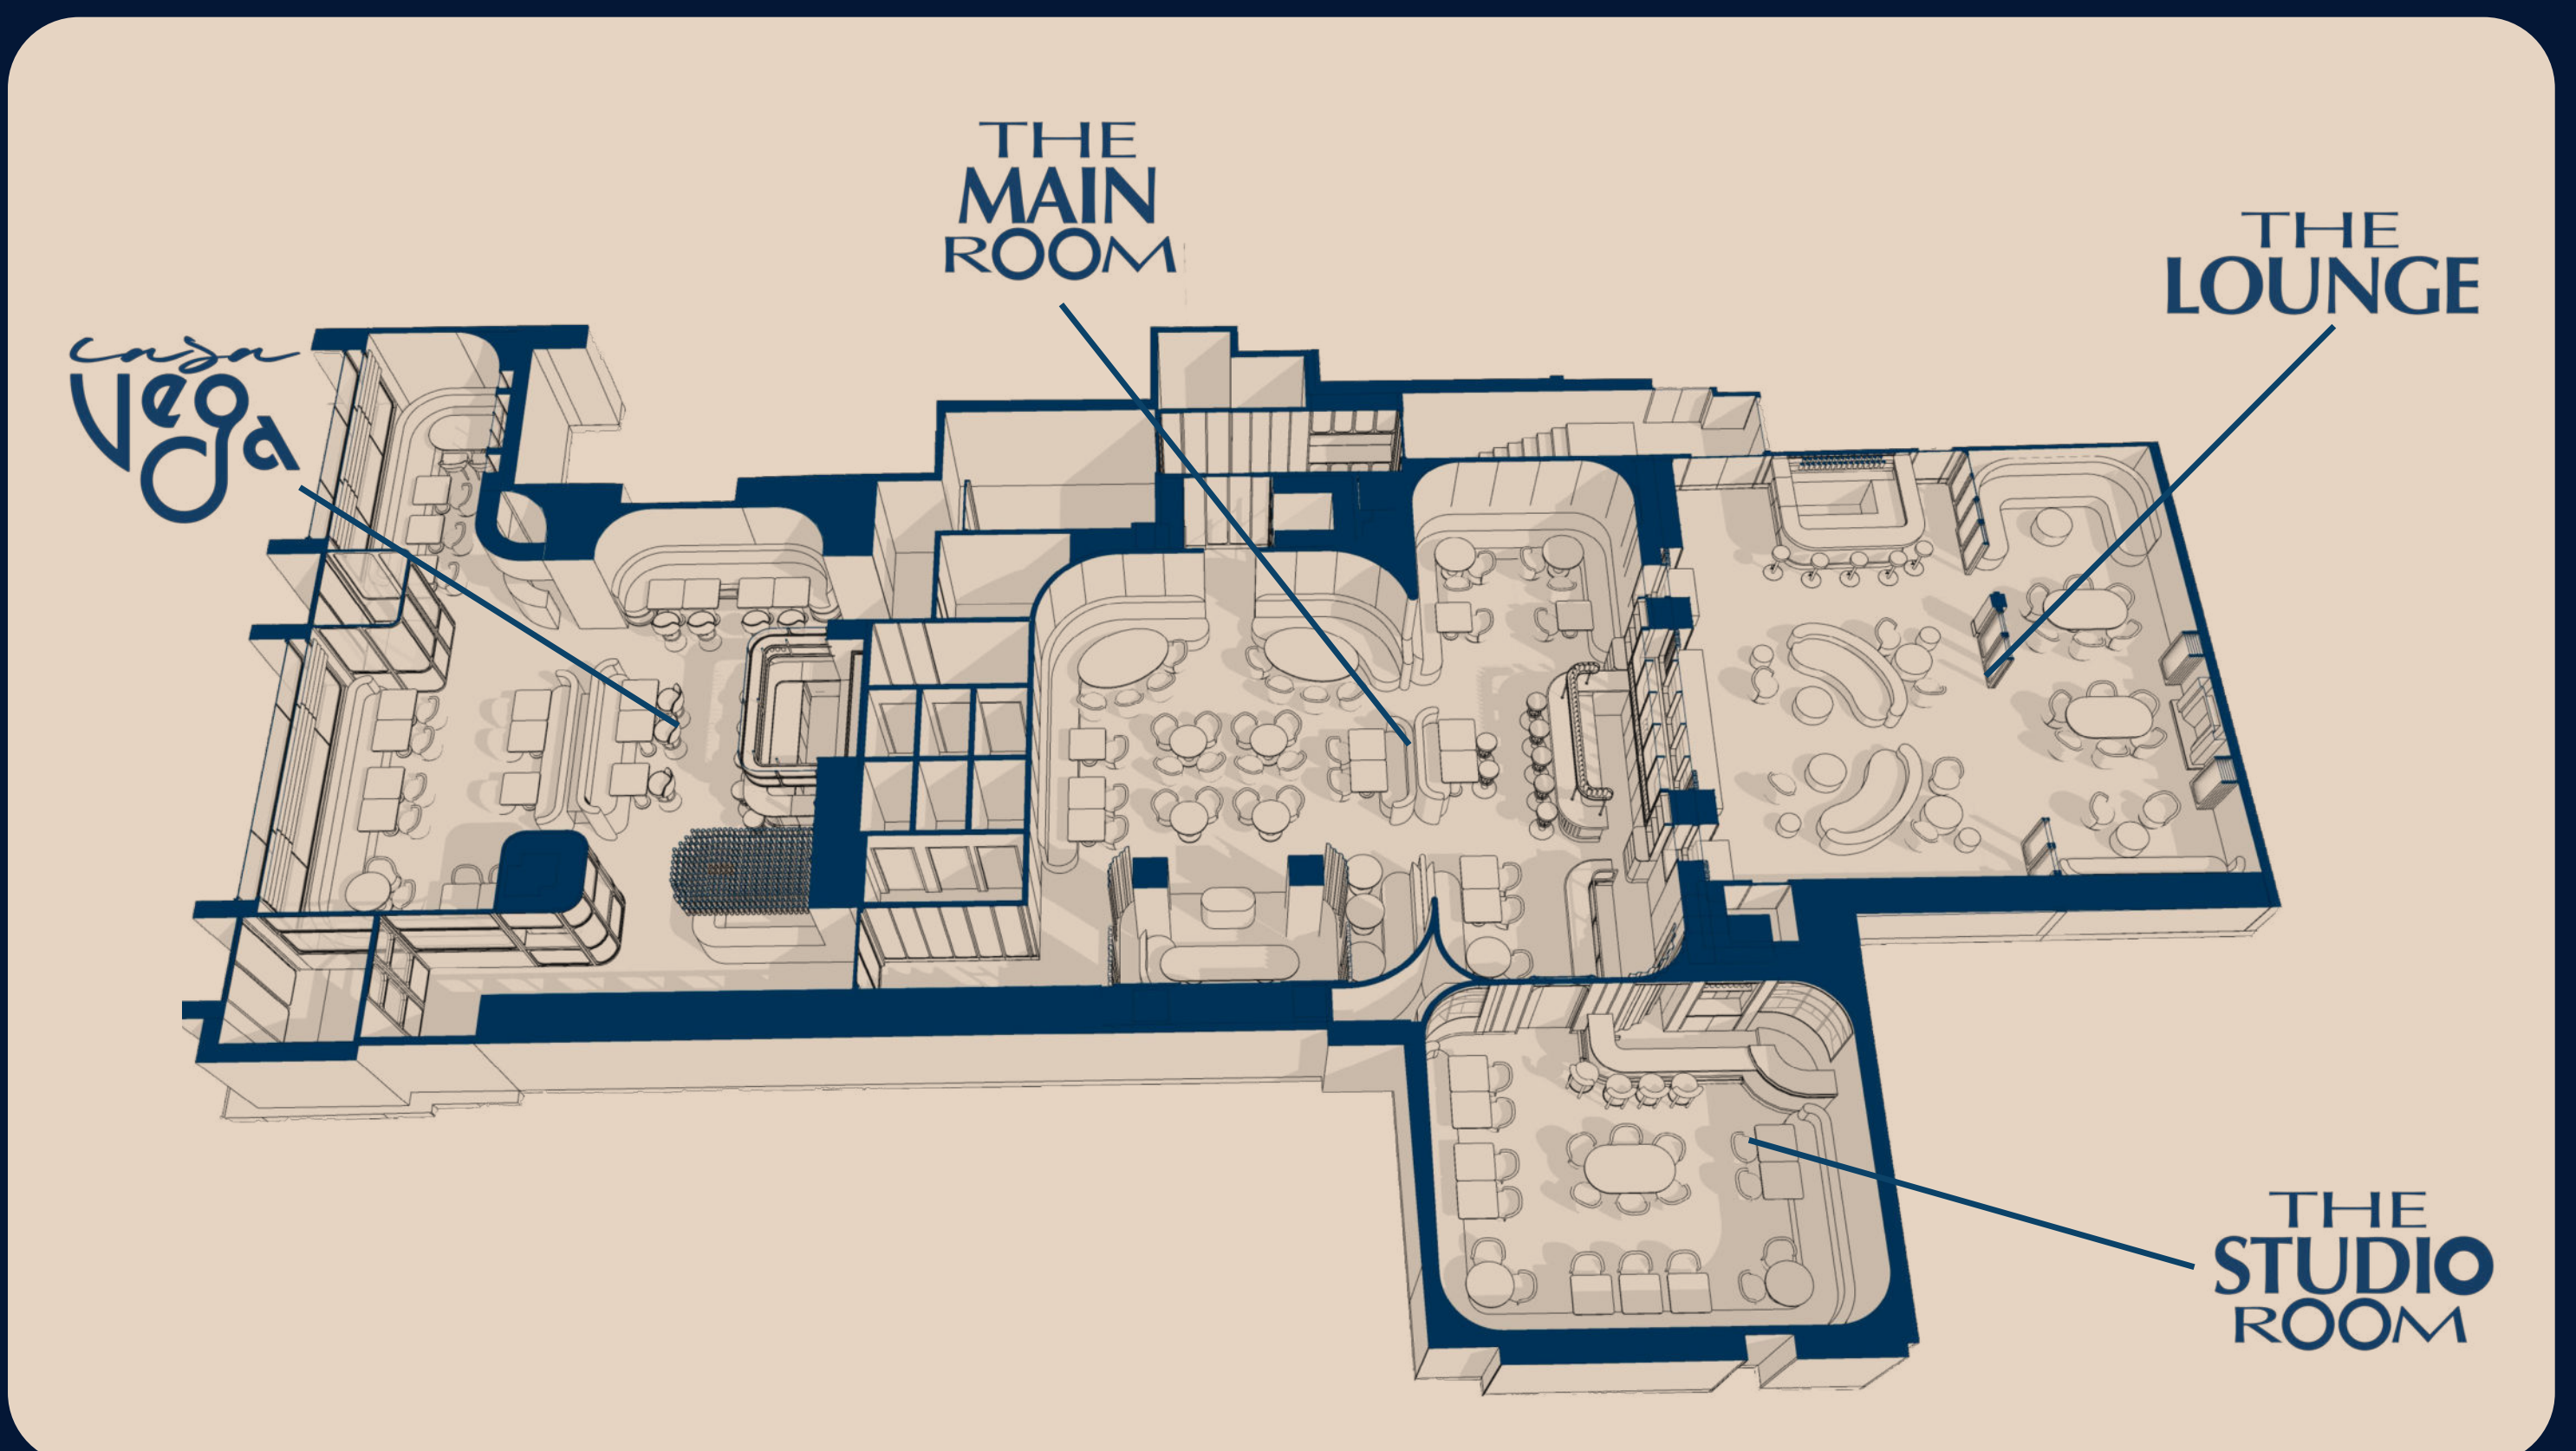 THE
MAIN
ROOM
THE
LOUNGE
casa
Vega
THE
STUDIO
ROOM